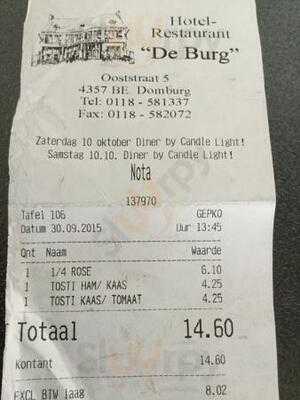 Hotel-
Restaurant
"De Burg"
Ooststraat 5
4357 BE Domburg
Tel: 0118 - 581337
Fax: 0118 - 582072
Zaterdag 10 oktober Diner by Candle Light!
Samstag 10.10. Diner by Candle Light!
Nota
137970
Tafel 106 GEPKO
Datum 30.09.2015 Uur 13:45
Qnt Naam Waarde
1 1/4 ROSE 6.10
1 TOSTI HAM/ KAAS 4.25
1 TOSTI KAAS/ TOMAAT 4.25
Totaal 14.60
Kontant 14.60
EXCL BTW laag 8.02